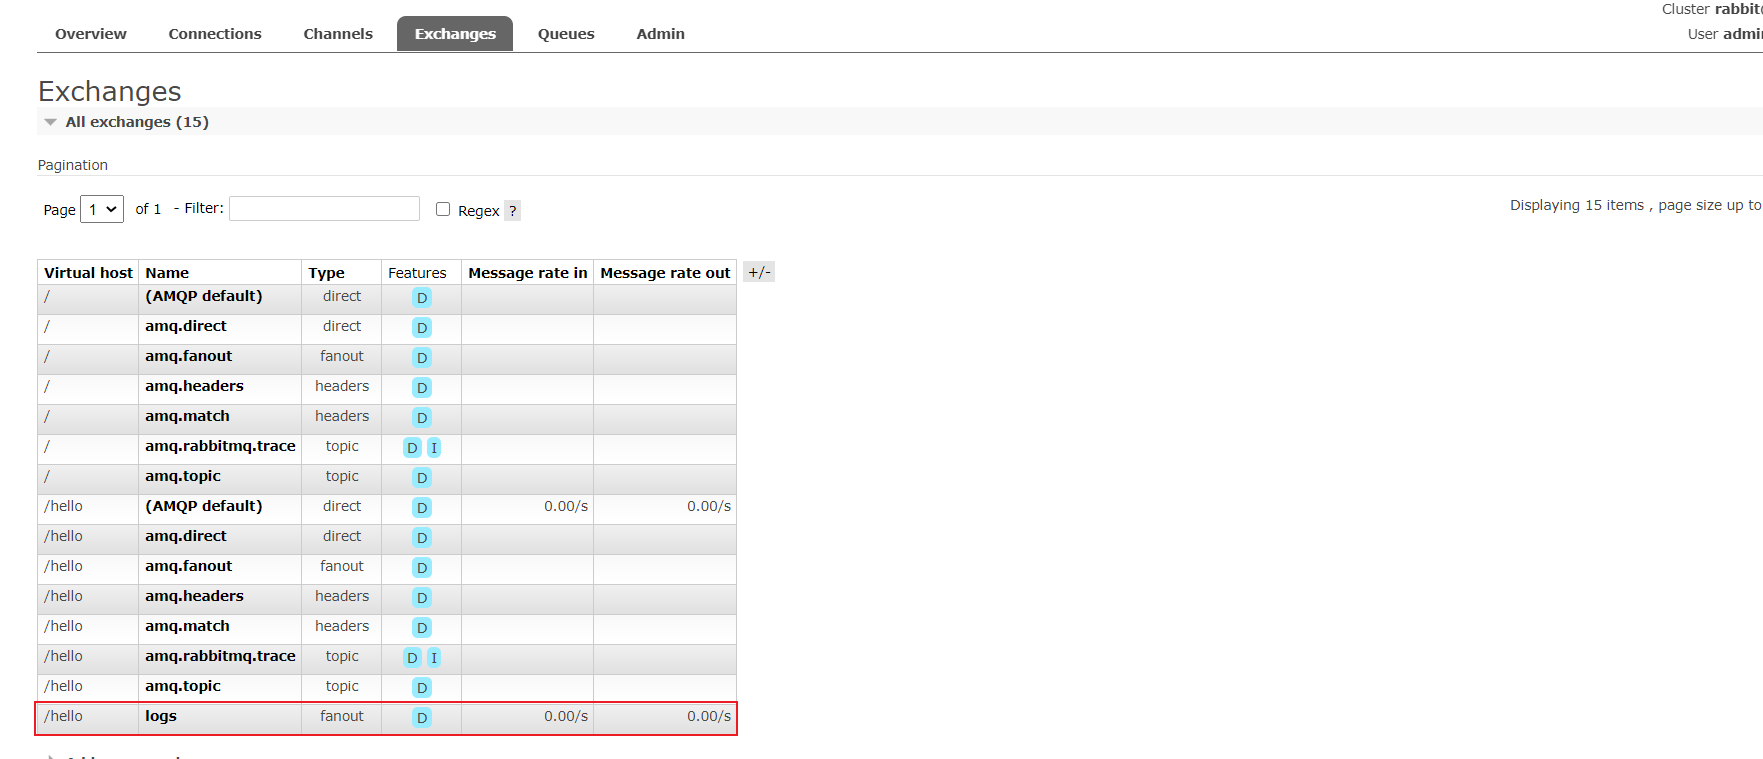 Cluster rabbit@
Overview Connections Channels Exchanges Queues Admin User admin
Exchanges
All exchanges (15)
Pagination
Page 1 of 1 - Filter: Regex ? Displaying 15 items , page size up to
Virtual host Name Type Features Message rate in Message rate out +/-
/ (AMQP default) direct D
/ amq.direct direct D
/ amq.fanout fanout D
/ amq.headers headers D
/ amq.match headers D
/ amq.rabbitmq.trace topic D I
/ amq.topic topic D
/hello (AMQP default) direct D 0.00/s 0.00/s
/hello amq.direct direct D
/hello amq.fanout fanout D
/hello amq.headers headers D
/hello amq.match headers D
/hello amq.rabbitmq.trace topic D I
/hello amq.topic topic D
/hello logs fanout D 0.00/s 0.00/s